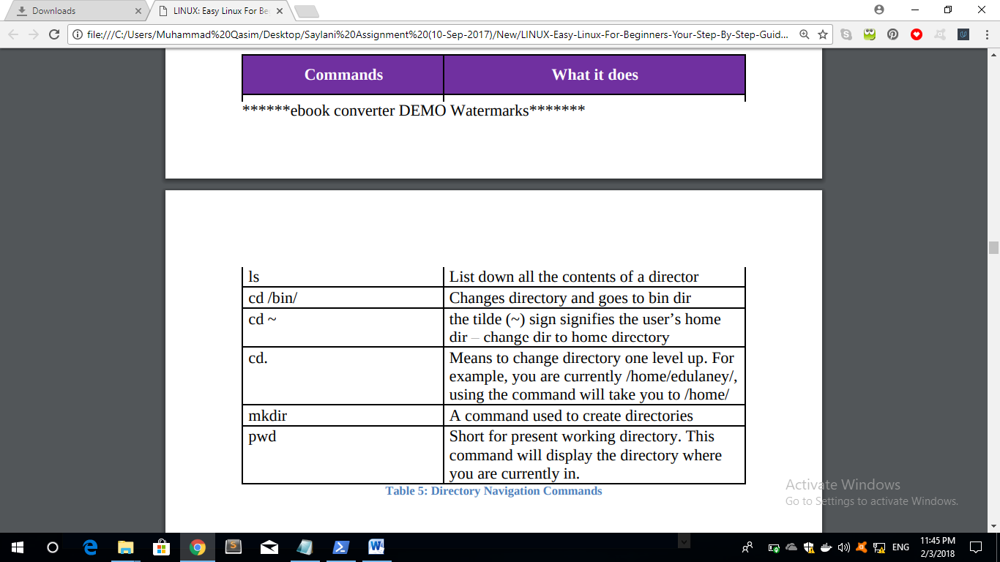 Downloads
LINUX: Easy Linux For Be
file:///C:/Users/Muhammad%20Qasim/Desktop/Saylani%20Assignment%20(10-Sep-2017)/New/LINUX-Easy-Linux-For-Beginners-Your-Step-By-Step-Guid...
Commands What it does
******ebook converter DEMO Watermarks*******
ls List down all the contents of a director
cd /bin/ Changes directory and goes to bin dir
cd ~ the tilde (~) sign signifies the user’s home
dir – change dir to home directory
cd. Means to change directory one level up. For
example, you are currently /home/edulaney/,
using the command will take you to /home/
mkdir A command used to create directories
pwd Short for present working directory. This
command will display the directory where
you are currently in.
Table 5: Directory Navigation Commands
Activate Windows
Go to Settings to activate Windows.
ENG
11:45 PM
2/3/2018